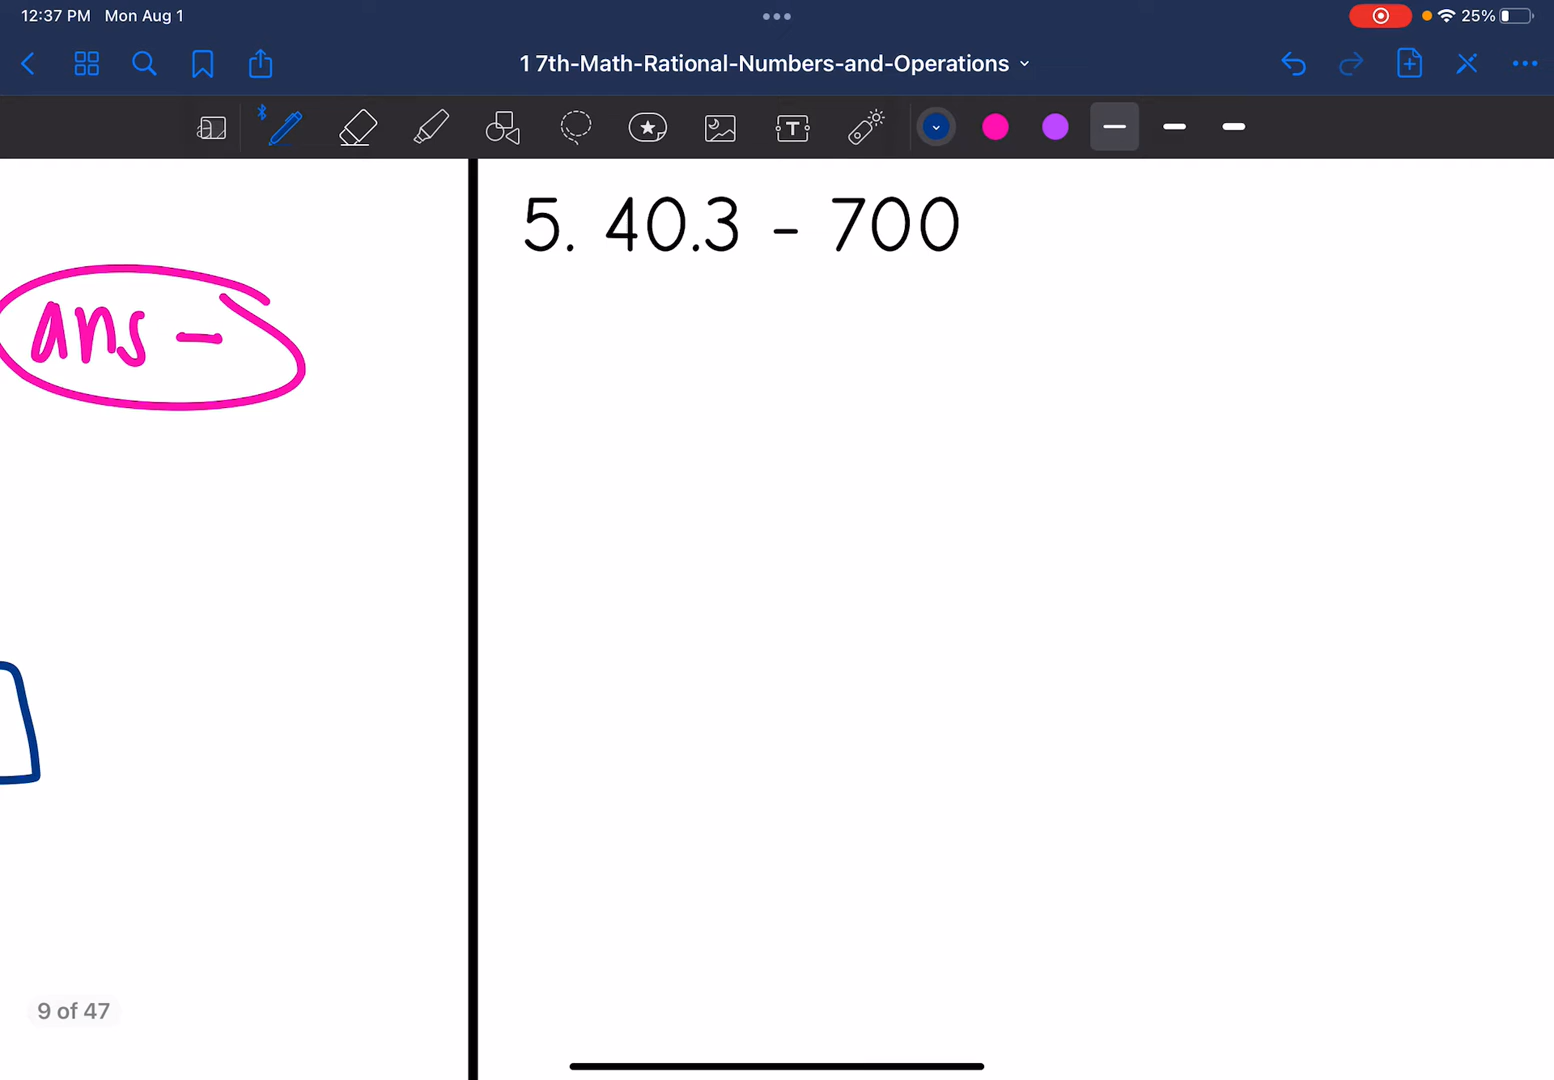 12:37 PM Mon Aug 1
25%
1 7th-Math-Rational-Numbers-and-Operations
T
5. 40.3 - 700
ans -
9 of 47